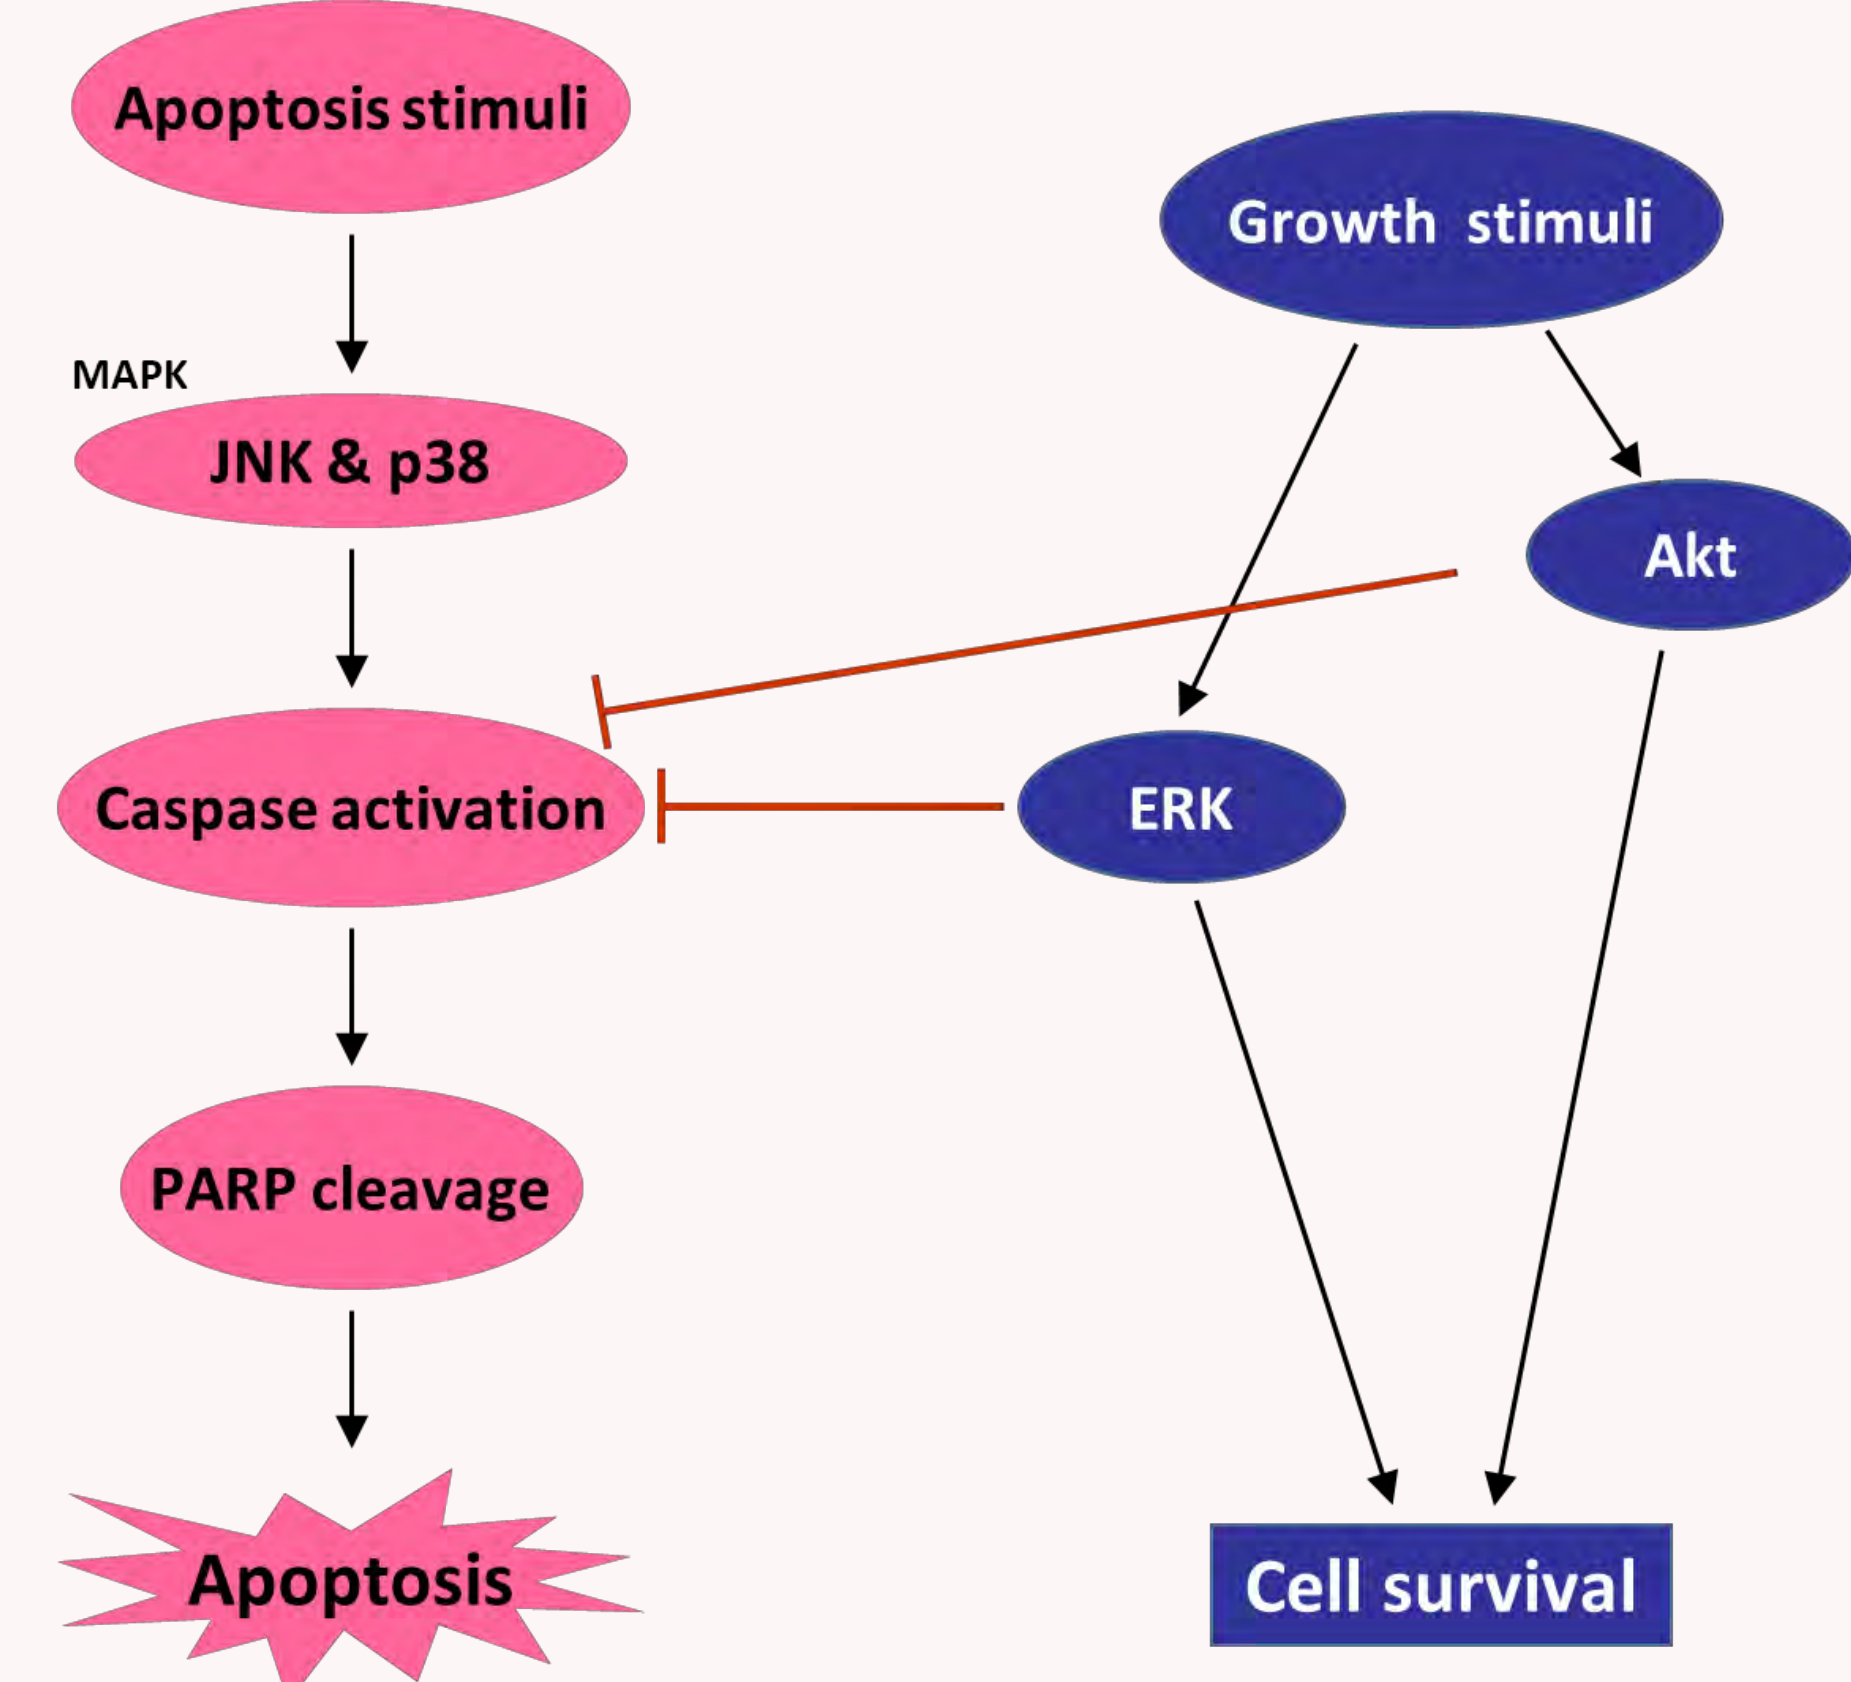 Apoptosis stimuli
Growth stimuli
MAPK
JNK & p38
Akt
Caspase activation
ERK
PARP cleavage
Apoptosis
Cell survival